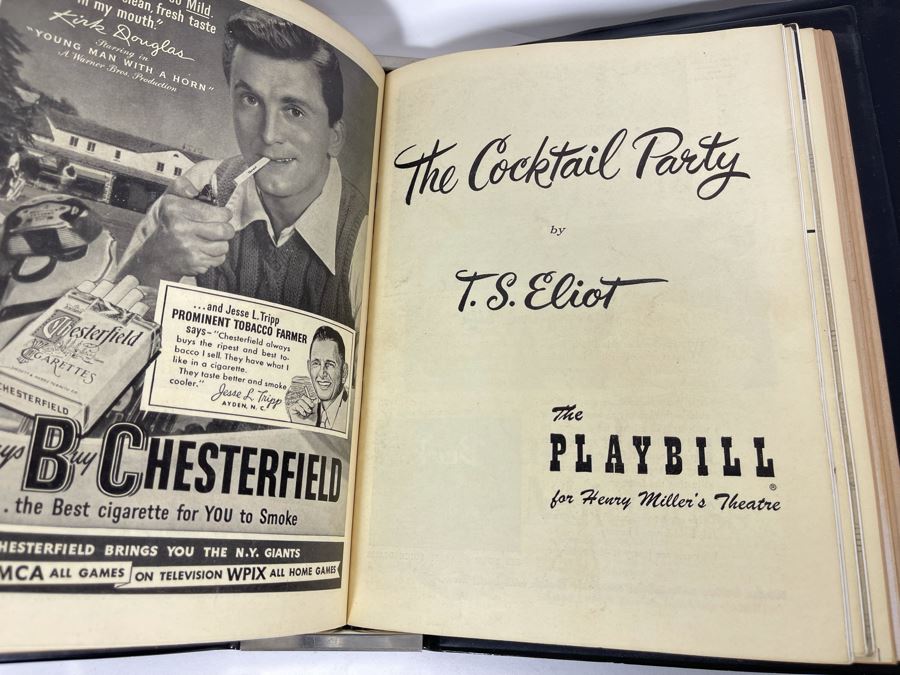 Mild.
clean, fresh taste
in my mouth."
Kirk Douglas
Starring in
"YOUNG MAN WITH A HORN"
A Warner Bros. Production
...and Jesse L. Tripp
PROMINENT TOBACCO FARMER
says-"Chesterfield always
buys the ripest and best to-
bacco I sell. They have what I
like in a cigarette.
They taste better and smoke
cooler."
Jesse L. Tripp
AYDEN, N. C.
Chesterfield
CIGARETTES
CHESTERFIELD
Buy CHESTERFIELD
. the Best cigarette for YOU to Smoke
HESTERFIELD BRINGS YOU THE N.Y. GIANTS
MCA ALL GAMES ON TELEVISION WPIX ALL HOME GAMES
The Cocktail Party
by
T. S. Eliot
The
PLAYBILL
®
for Henry Miller's Theatre